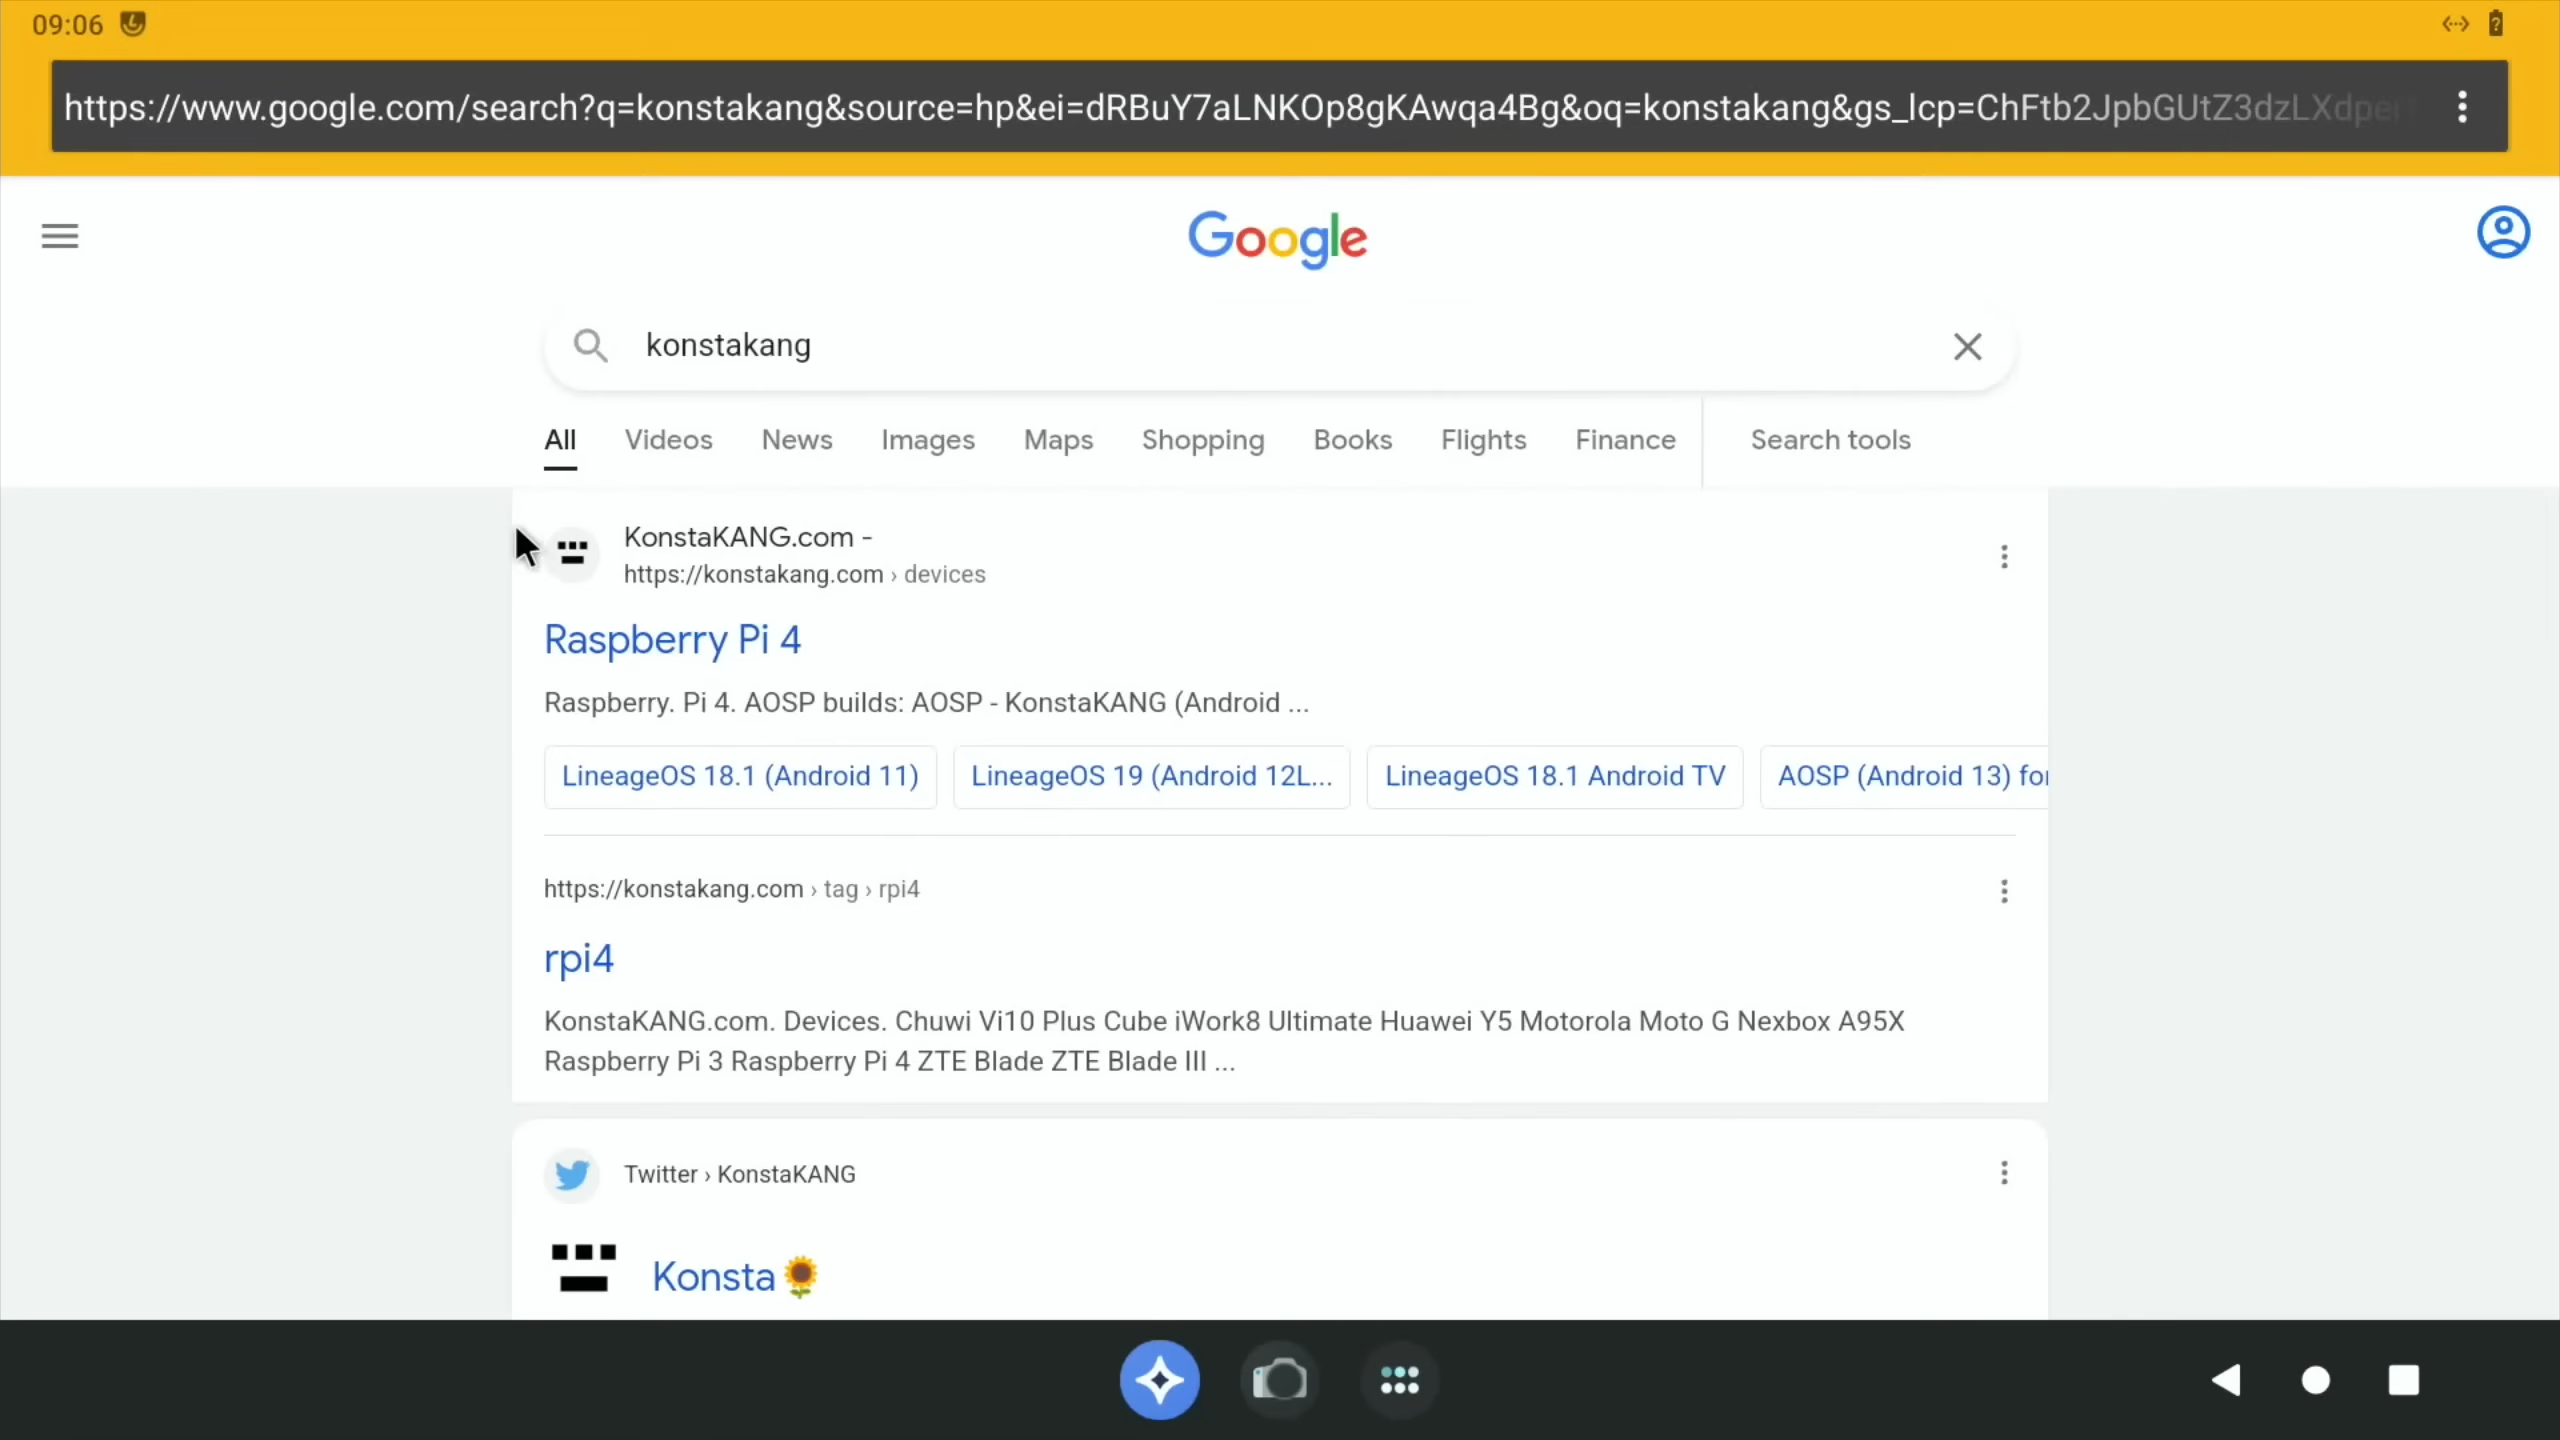 09:06
https://www.google.com/search?q=konstakang&source=hp&ei=dRBuY7aLNKOp8gKAwqa4Bg&oq=konstakang&gs_lcp=ChFtb2JpbGUtZ3dzLXdpei
Google
konstakang
All Videos News Images Maps Shopping Books Flights Finance Search tools
KonstaKANG.com -
https://konstakang.com › devices
Raspberry Pi 4
Raspberry. Pi 4. AOSP builds: AOSP - KonstaKANG (Android ...
LineageOS 18.1 (Android 11) LineageOS 19 (Android 12L... LineageOS 18.1 Android TV AOSP (Android 13) for
https://konstakang.com › tag › rpi4
rpi4
KonstaKANG.com. Devices. Chuwi Vi10 Plus Cube iWork8 Ultimate Huawei Y5 Motorola Moto G Nexbox A95X
Raspberry Pi 3 Raspberry Pi 4 ZTE Blade ZTE Blade III ...
Twitter › KonstaKANG
Konsta🌻